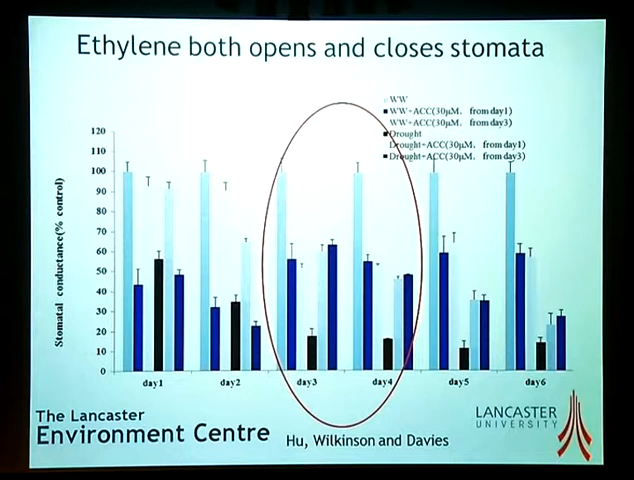 Ethylene both opens and closes stomata
WW
WW+ACC(30μM, from day1)
WW+ACC(30μM, from day3)
Drought
Drought+ACC(30μM, from day1)
Drought+ACC(30μM, from day3)
Stomatal conductance(% control)
120
110
100
90
80
70
60
50
40
30
20
10
0
day1 day2 day3 day4 day5 day6
The Lancaster
Environment Centre
Hu, Wilkinson and Davies
LANCASTER
UNIVERSITY